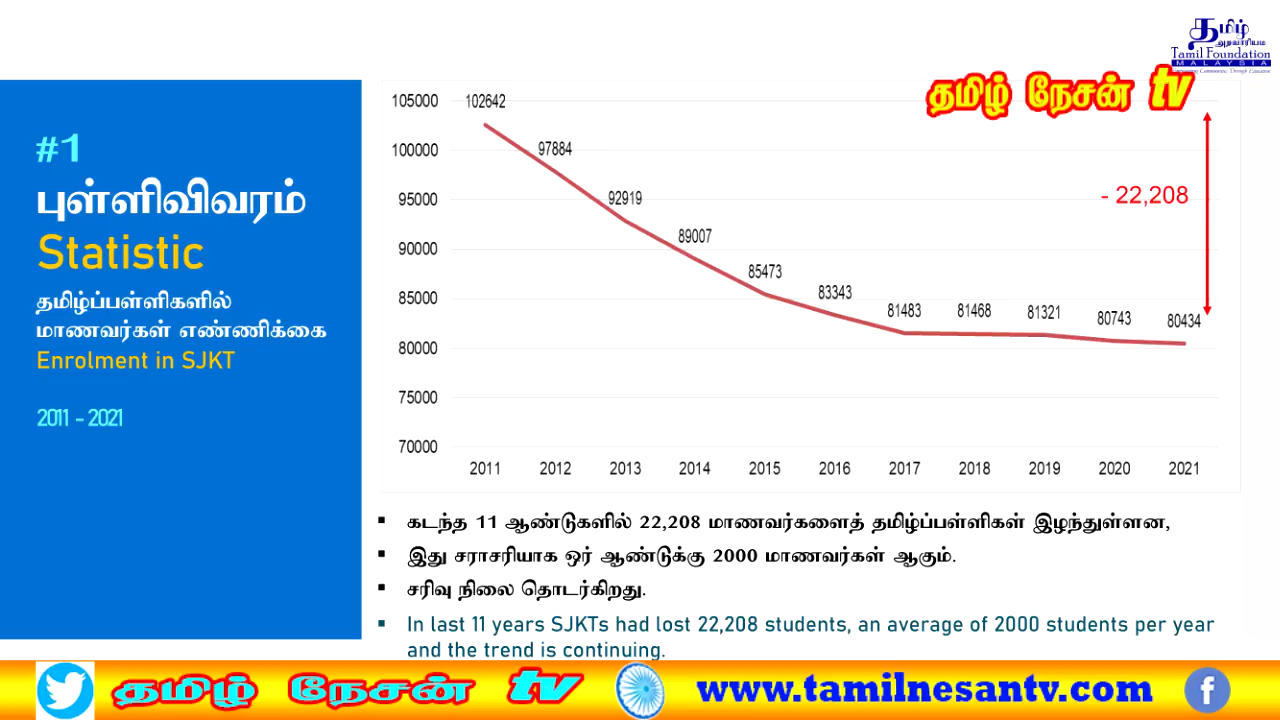 தமிழ்
அறவாரியம்
Tamil Foundation
MALAYSIA
தமிழ் நேசன் tv
#1
புள்ளிவிவரம்
Statistic
தமிழ்ப்பள்ளிகளில்
மாணவர்கள் எண்ணிக்கை
Enrolment in SJKT
2011 – 2021
105000
100000
95000
90000
85000
80000
75000
70000
102642
97884
92919
89007
85473
83343
81483
81468
81321
80743
80434
- 22,208
2011 2012 2013 2014 2015 2016 2017 2018 2019 2020 2021
▪ கடந்த 11 ஆண்டுகளில் 22,208 மாணவர்களைத் தமிழ்ப்பள்ளிகள் இழந்துள்ளன,
▪ இது சராசரியாக ஒர் ஆண்டுக்கு 2000 மாணவர்கள் ஆகும்.
▪ சரிவு நிலை தொடர்கிறது.
▪ In last 11 years SJKTs had lost 22,208 students, an average of 2000 students per year
and the trend is continuing.
தமிழ் நேசன் tv www.tamilnesantv.com